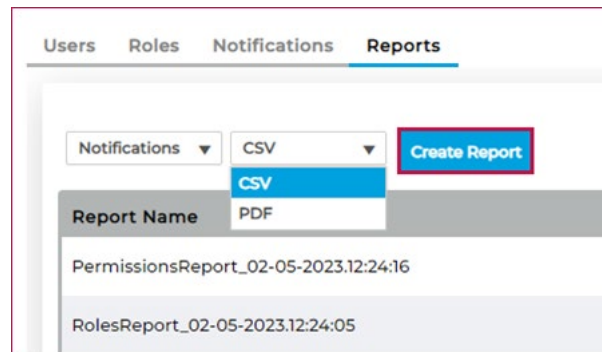 Users Roles Notifications Reports
Notifications CSV Create Report
CSV
PDF
Report Name
PermissionsReport_02-05-2023.12:24:16
RolesReport_02-05-2023.12:24:05